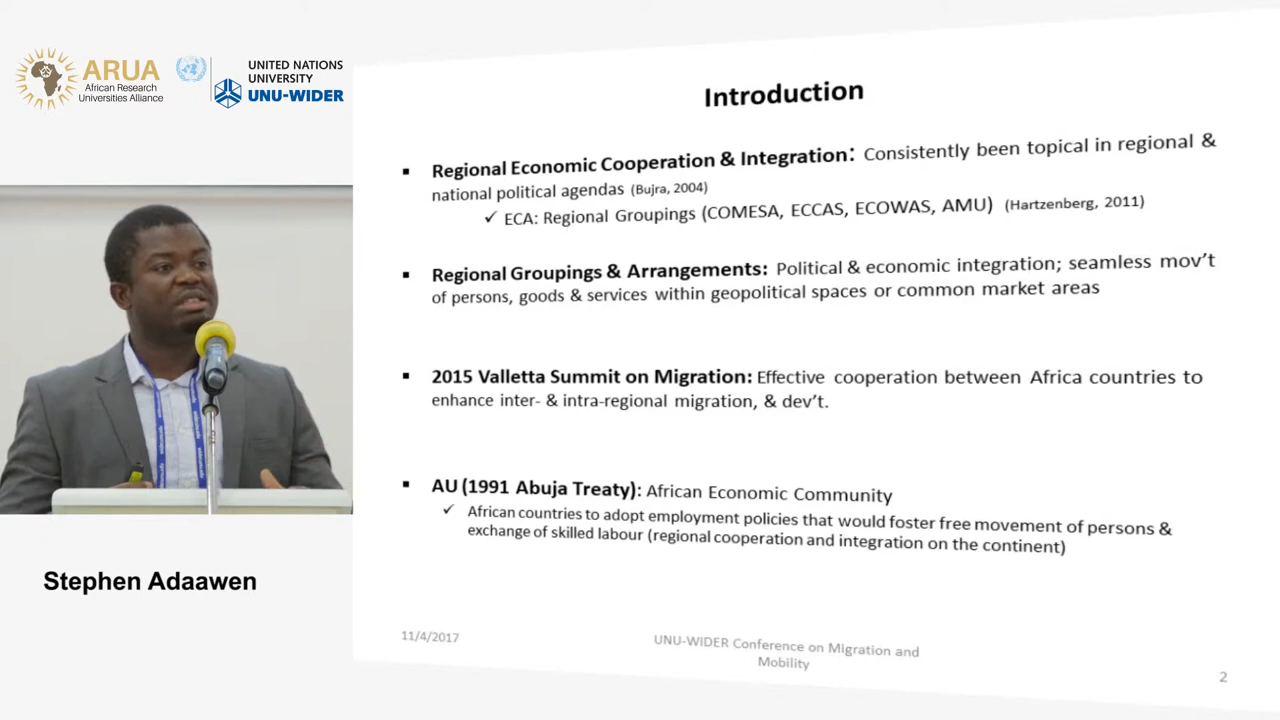 ARUA
African Research
Universities Alliance
UNITED NATIONS
UNIVERSITY
UNU-WIDER
Introduction
▪ Regional Economic Cooperation & Integration: Consistently been topical in regional &
national political agendas (Bujra, 2004)
✓ ECA: Regional Groupings (COMESA, ECCAS, ECOWAS, AMU) (Hartzenberg, 2011)
▪ Regional Groupings & Arrangements: Political & economic integration; seamless mov't
of persons, goods & services within geopolitical spaces or common market areas
▪ 2015 Valletta Summit on Migration: Effective cooperation between Africa countries to
enhance inter- & intra-regional migration, & dev't.
▪ AU (1991 Abuja Treaty): African Economic Community
✓ African countries to adopt employment policies that would foster free movement of persons &
exchange of skilled labour (regional cooperation and integration on the continent)
Stephen Adaawen
11/4/2017
UNU-WIDER Conference on Migration and
Mobility
2